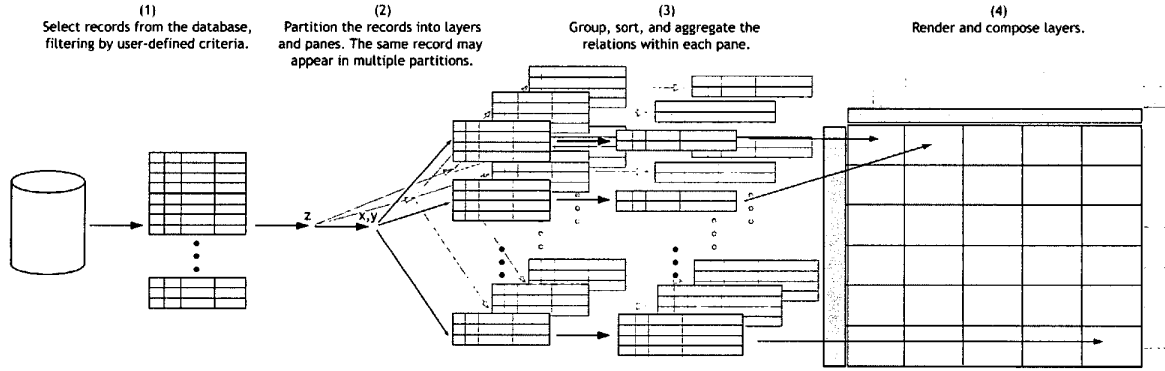 (1)
Select records from the database,
filtering by user-defined criteria.
(2)
Partition the records into layers
and panes. The same record may
appear in multiple partitions.
(3)
Group, sort, and aggregate the
relations within each pane.
(4)
Render and compose layers.
z
x,y